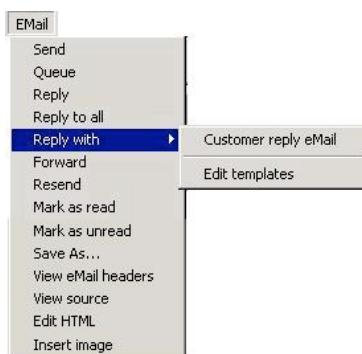 EMail
Send
Queue
Reply
Reply to all
Reply with
Customer reply eMail
Forward
Edit templates
Resend
Mark as read
Mark as unread
Save As...
View eMail headers
View source
Edit HTML
Insert image